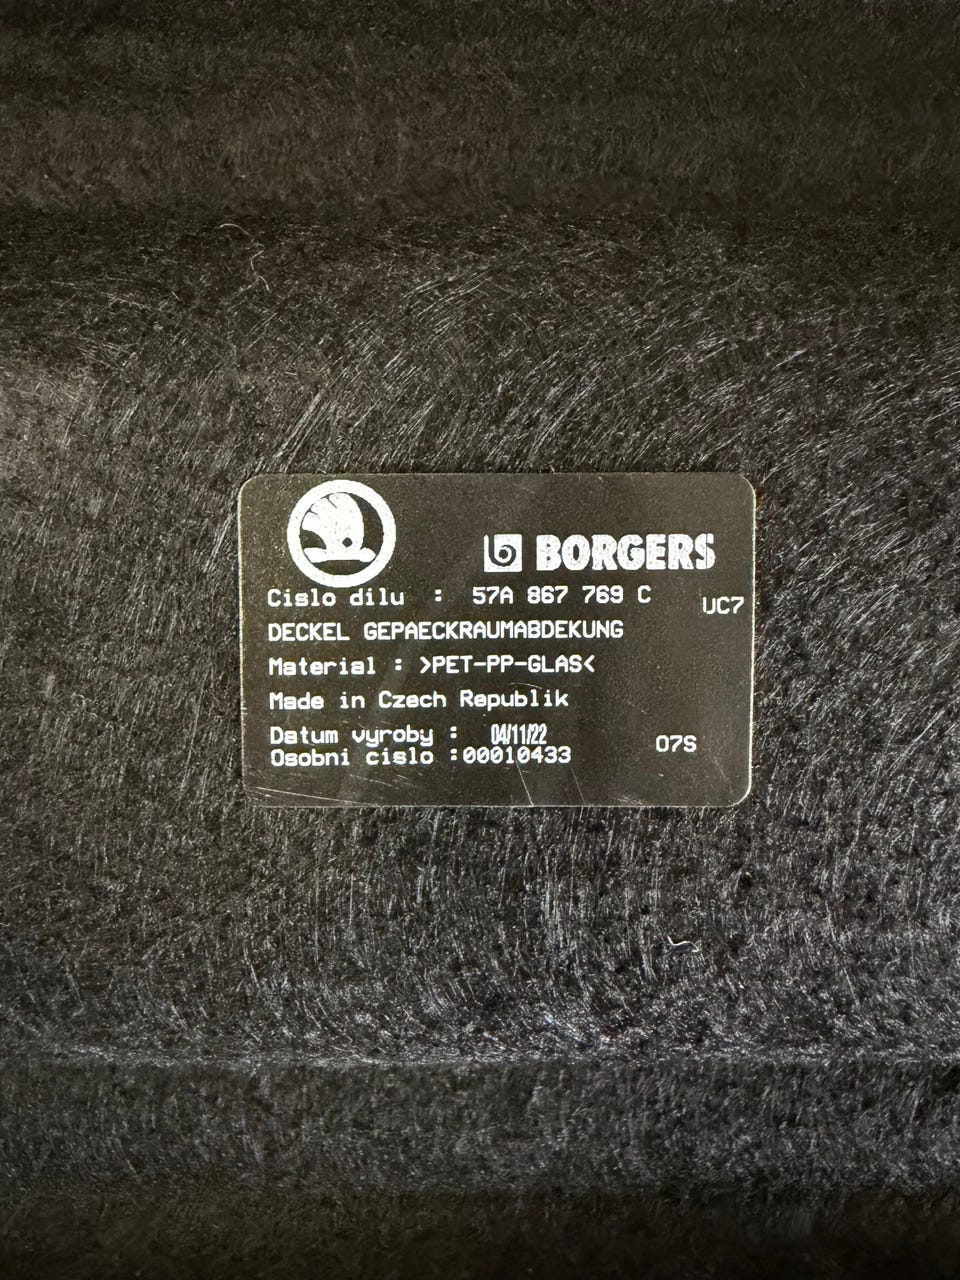 BORGERS
Cislo dilu : 57A 867 769 C UC7
DECKEL GEPAECKRAUMABDEKUNG
Material : >PET-PP-GLAS<
Made in Czech Republik
Datum vyroby : 04/11/22 07S
Osobni cislo :00010433